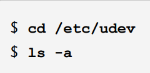 $ cd /etc/udev
$ ls -a